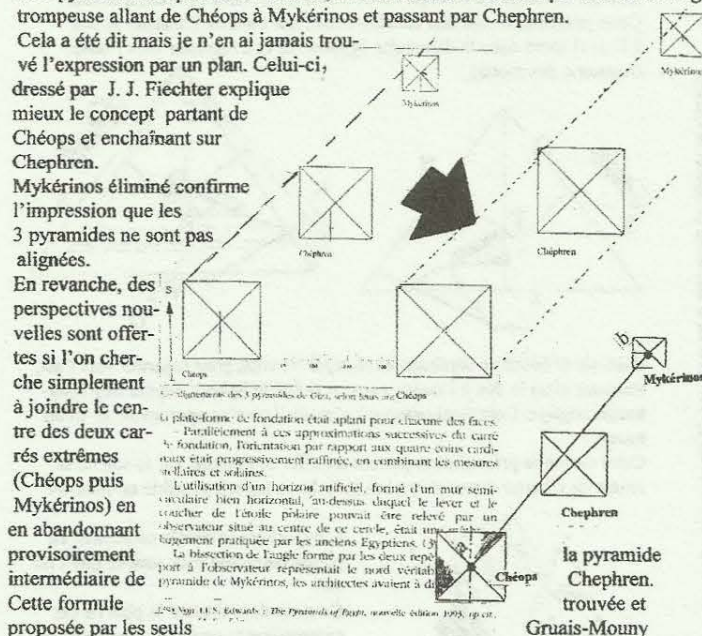 trompeuse allant de Chéops à Mykérinos et passant par Chephren.
Cela a été dit mais je n'en ai jamais trou-
vé l'expression par un plan. Celui-ci,
dressé par J. J. Fiechter explique
mieux le concept partant de
Chéops et enchaînant sur
Chephren.
Mykérinos éliminé confirme
l'impression que les
3 pyramides ne sont pas
alignées.
En revanche, des
perspectives nou-
velles sont offer-
tes si l'on cher-
che simplement
à joindre le cen-
tre des deux car-
rés extrêmes
(Chéops puis
Mykérinos) en
en abandonnant
provisoirement
intermédiaire de
Cette formule
proposée par les seuls
la pyramide
Chephren.
trouvée et
Gruais-Mouny
Mykérinos
Mykérinos
Chéphren
Chéphren
S
Chéops
alignements des 3 pyramides de Giza, selon leurs axes
Chéops
b
Mykérinos
Chephren
a
Chéops
plate-forme de fondation était aplani pour chacune des faces.
– Parallèlement à ces approximations successives du carré
de fondation, l'orientation par rapport aux quatre coins cardi-
naux était progressivement raffinée, en combinant les mesures
stellaires et solaires.
L'utilisation d'un horizon artificiel, formé d'un mur semi-
circulaire bien horizontal, au-dessus duquel le lever et le
coucher de l'étoile polaire pouvait être relevé par un
observateur situé au centre de ce cercle, était une
pratiquée par les anciens Egyptiens.
La bissection de l'angle formé par les deux
port à l'observateur représentait le nord
pyramide de Mykérinos, les architectes avaient à
I.E.S. Edwards : The Pyramids of Egypt, nouvelle édition 1993, op cit.